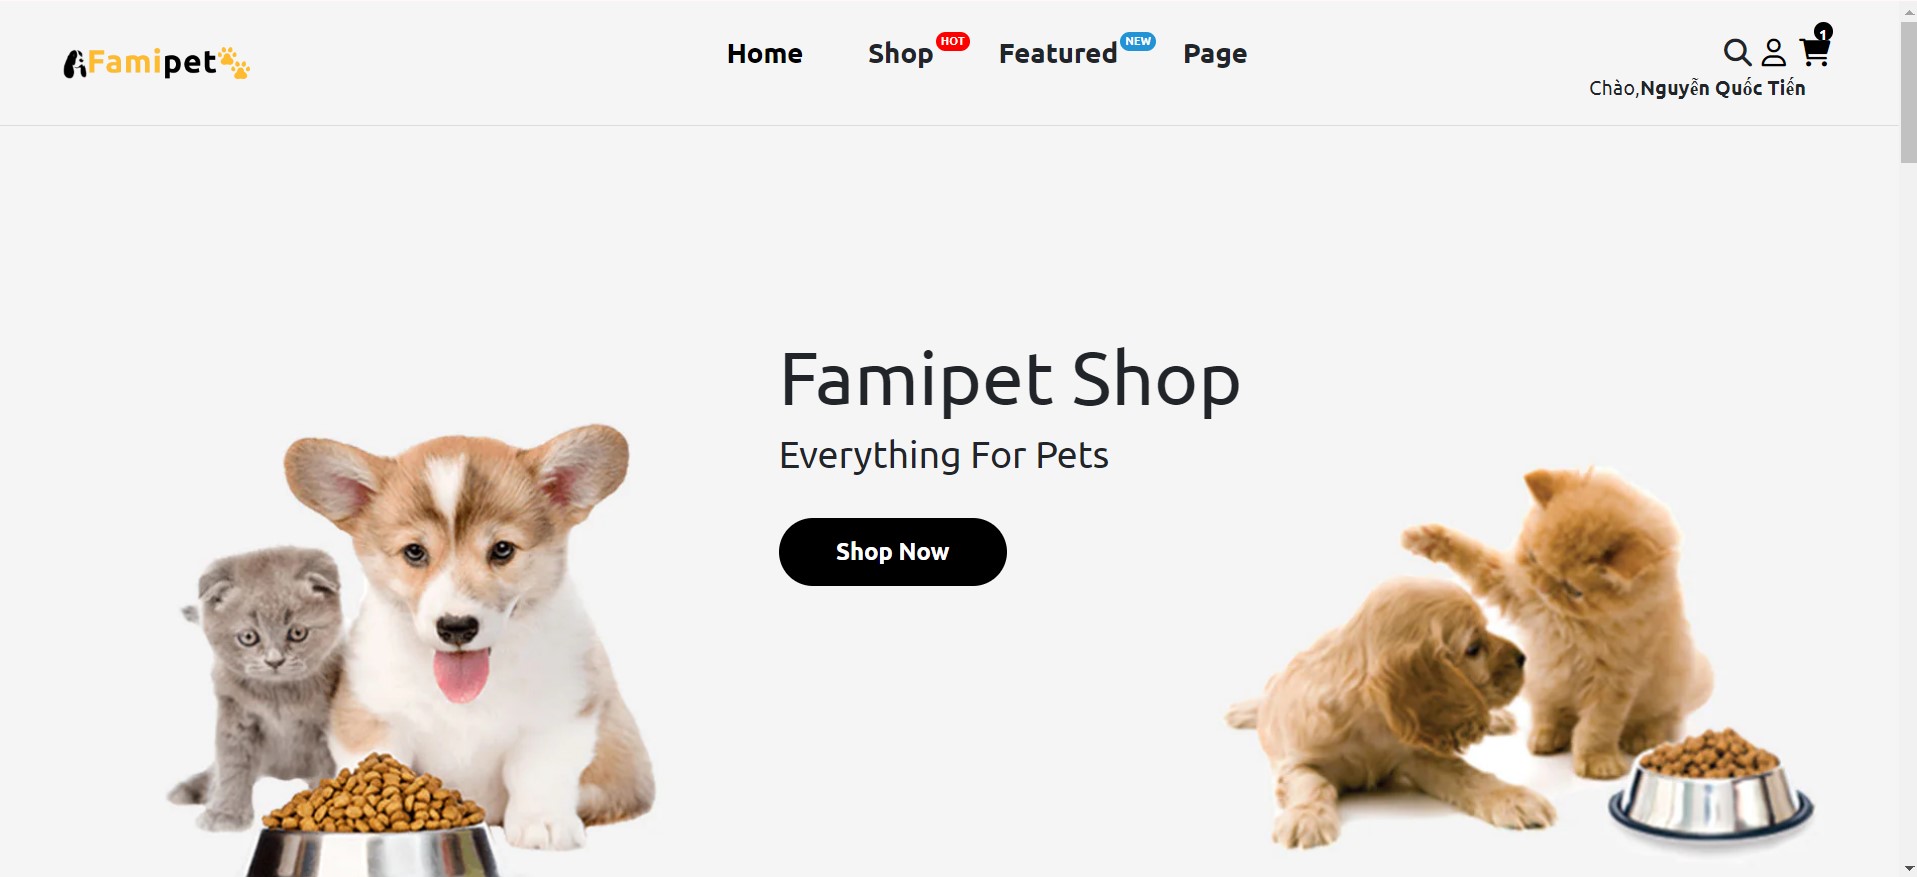 Famipet
Home
Shop HOT
Featured NEW
Page
1
Chào,Nguyễn Quốc Tiến
Famipet Shop
Everything For Pets
Shop Now